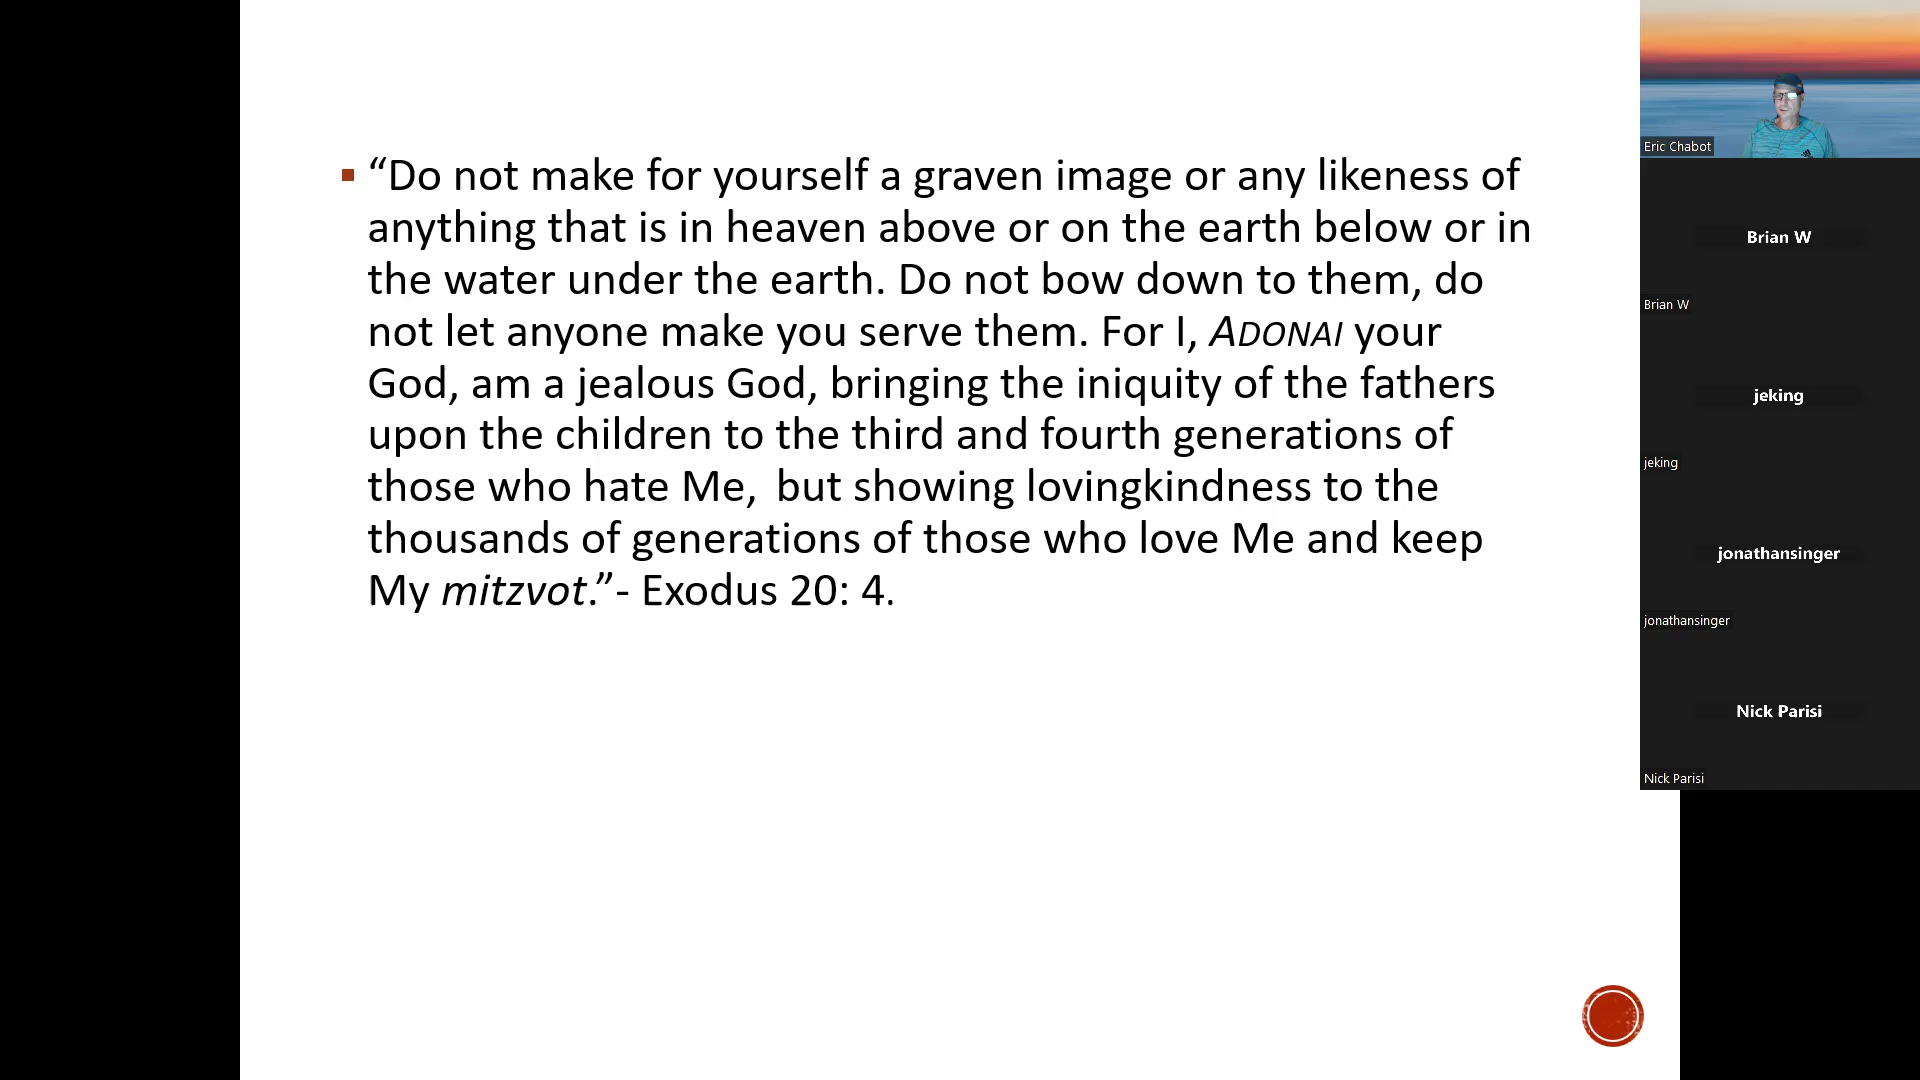 “Do not make for yourself a graven image or any likeness of
anything that is in heaven above or on the earth below or in
the water under the earth. Do not bow down to them, do
not let anyone make you serve them. For I, ADONAI your
God, am a jealous God, bringing the iniquity of the fathers
upon the children to the third and fourth generations of
those who hate Me, but showing lovingkindness to the
thousands of generations of those who love Me and keep
My mitzvot.”- Exodus 20: 4.
Eric Chabot
Brian W
Brian W
jeking
jeking
jonathansinger
jonathansinger
Nick Parisi
Nick Parisi